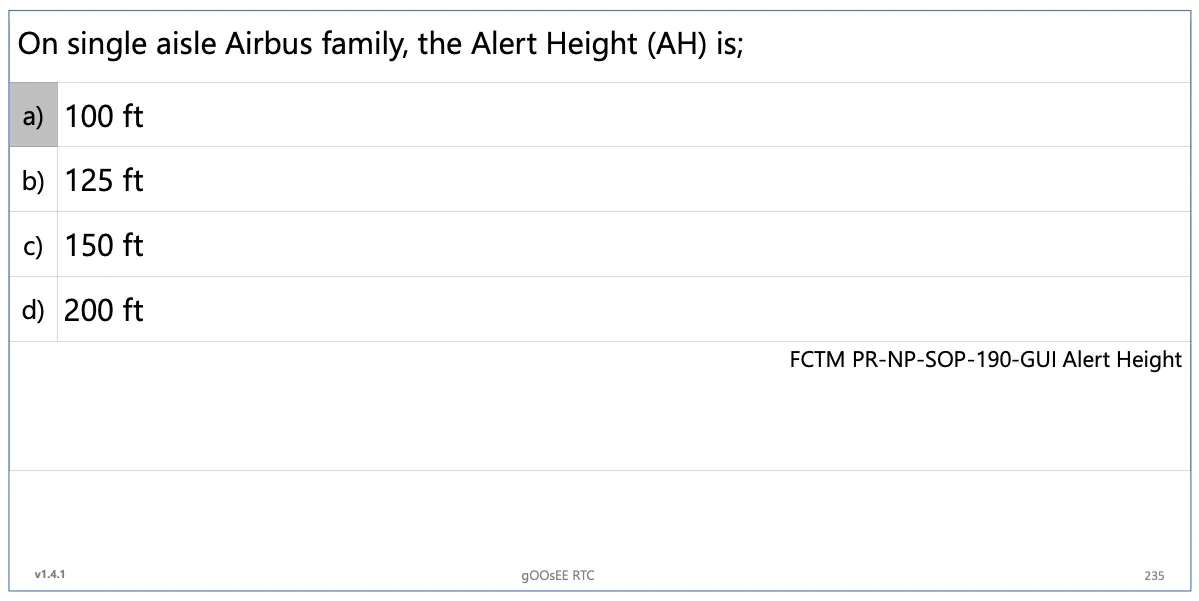 On single aisle Airbus family, the Alert Height (AH) is;
a) 100 ft
b) 125 ft
c) 150 ft
d) 200 ft
FCTM PR-NP-SOP-190-GUI Alert Height
v1.4.1 gOOsEE RTC 235